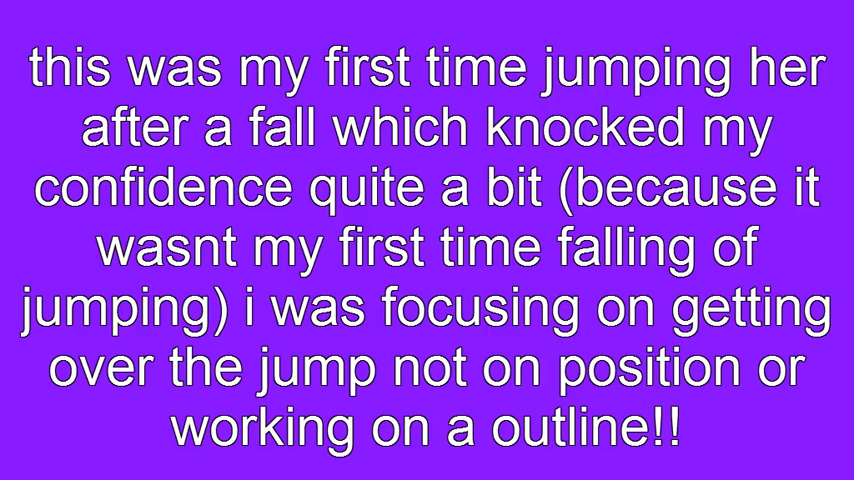 this was my first time jumping her
after a fall which knocked my
confidence quite a bit (because it
wasnt my first time falling of
jumping) i was focusing on getting
over the jump not on position or
working on a outline!!